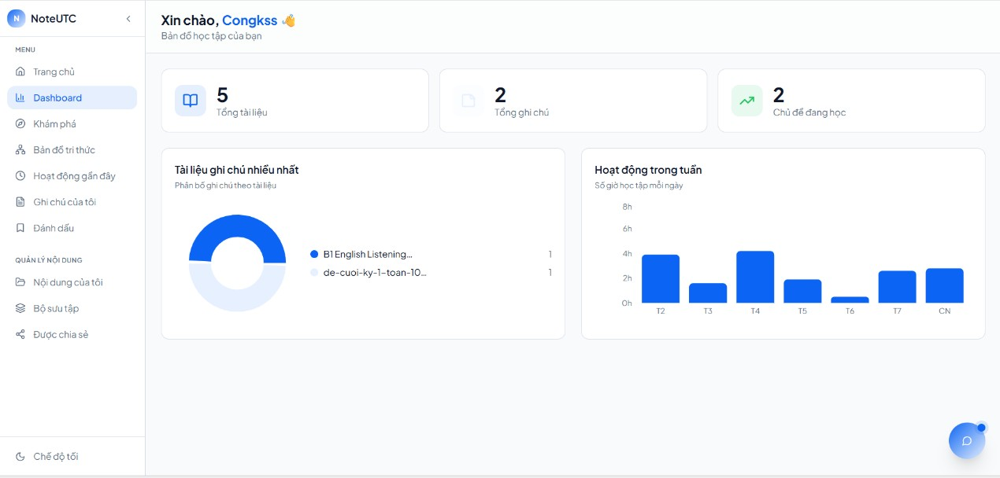 N NoteUTC
MENU
Trang chủ
Dashboard
Khám phá
Bản đồ tri thức
Hoạt động gần đây
Ghi chú của tôi
Đánh dấu
QUẢN LÝ NỘI DUNG
Nội dung của tôi
Bộ sưu tập
Được chia sẻ
Chế độ tối
Xin chào, Congkss 👋
Bản đồ học tập của bạn
5
Tổng tài liệu
2
Tổng ghi chú
2
Chủ đề đang học
Tài liệu ghi chú nhiều nhất
Phân bổ ghi chú theo tài liệu
B1 English Listening... 1
de-cuoi-ky-1-toan-10... 1
Hoạt động trong tuần
Số giờ học tập mỗi ngày
8h
6h
4h
2h
0h
T2 T3 T4 T5 T6 T7 CN